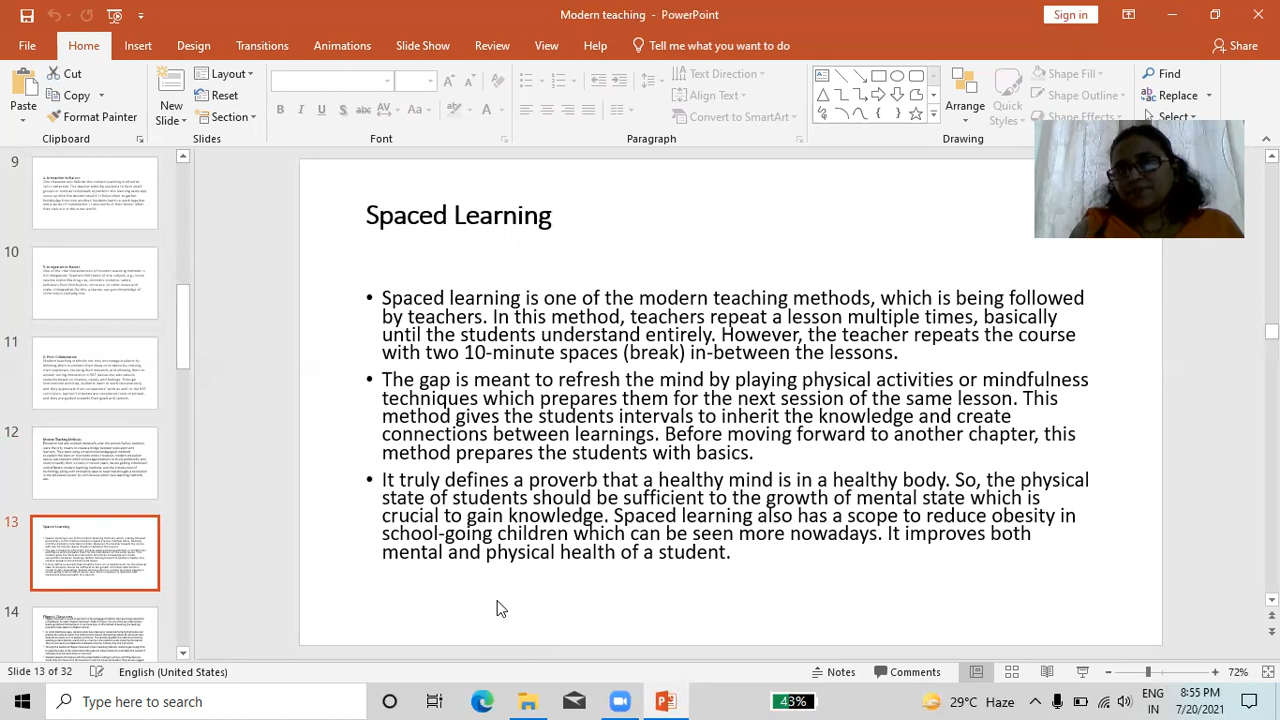 Modern teaching - PowerPoint
Sign in
File Home Insert Design Transitions Animations Slide Show Review View Help Tell me what you want to do Share
Cut
Copy
Format Painter
Paste
Clipboard
New
Slide
Layout
Reset
Section
Slides
B I U S abc AV Aa A
Font
Text Direction
Align Text
Convert to SmartArt
Paragraph
Arrange
Quick
Styles
Shape Fill
Shape Outline
Shape Effects
Drawing
Find
Replace
Select
9
10
11
12
Modern Teaching Methods
13
Spaced Learning
14
Spaced Learning
• Spaced learning is one of the modern teaching methods, which is being followed
by teachers. In this method, teachers repeat a lesson multiple times, basically
until the students understand entirely. However, the teacher repeats the course
with two 10-minute spaces (break) in-between the lessons.
• The gap is meant to refresh the mind by playing physical activities or mindfulness
techniques which prepares them for the next session of the same lesson. This
method gives the students intervals to inherit the knowledge and create
connections between learnings. Before moving forward to another chapter, this
method prepares the students with basics.
• It truly defines a proverb that a healthy mind is in a healthy body. So, the physical
state of students should be sufficient to the growth of mental state which is
crucial to gain knowledge. Spaced learning also has a scope to reduce obesity in
school-going children which can be seen more nowadays. It improves both
mental and physical health of a student.
Slide 13 of 32 English (United States) Notes Comments 72%
Type here to search
43%
29°C Haze
ENG
IN
8:55 PM
7/20/2021